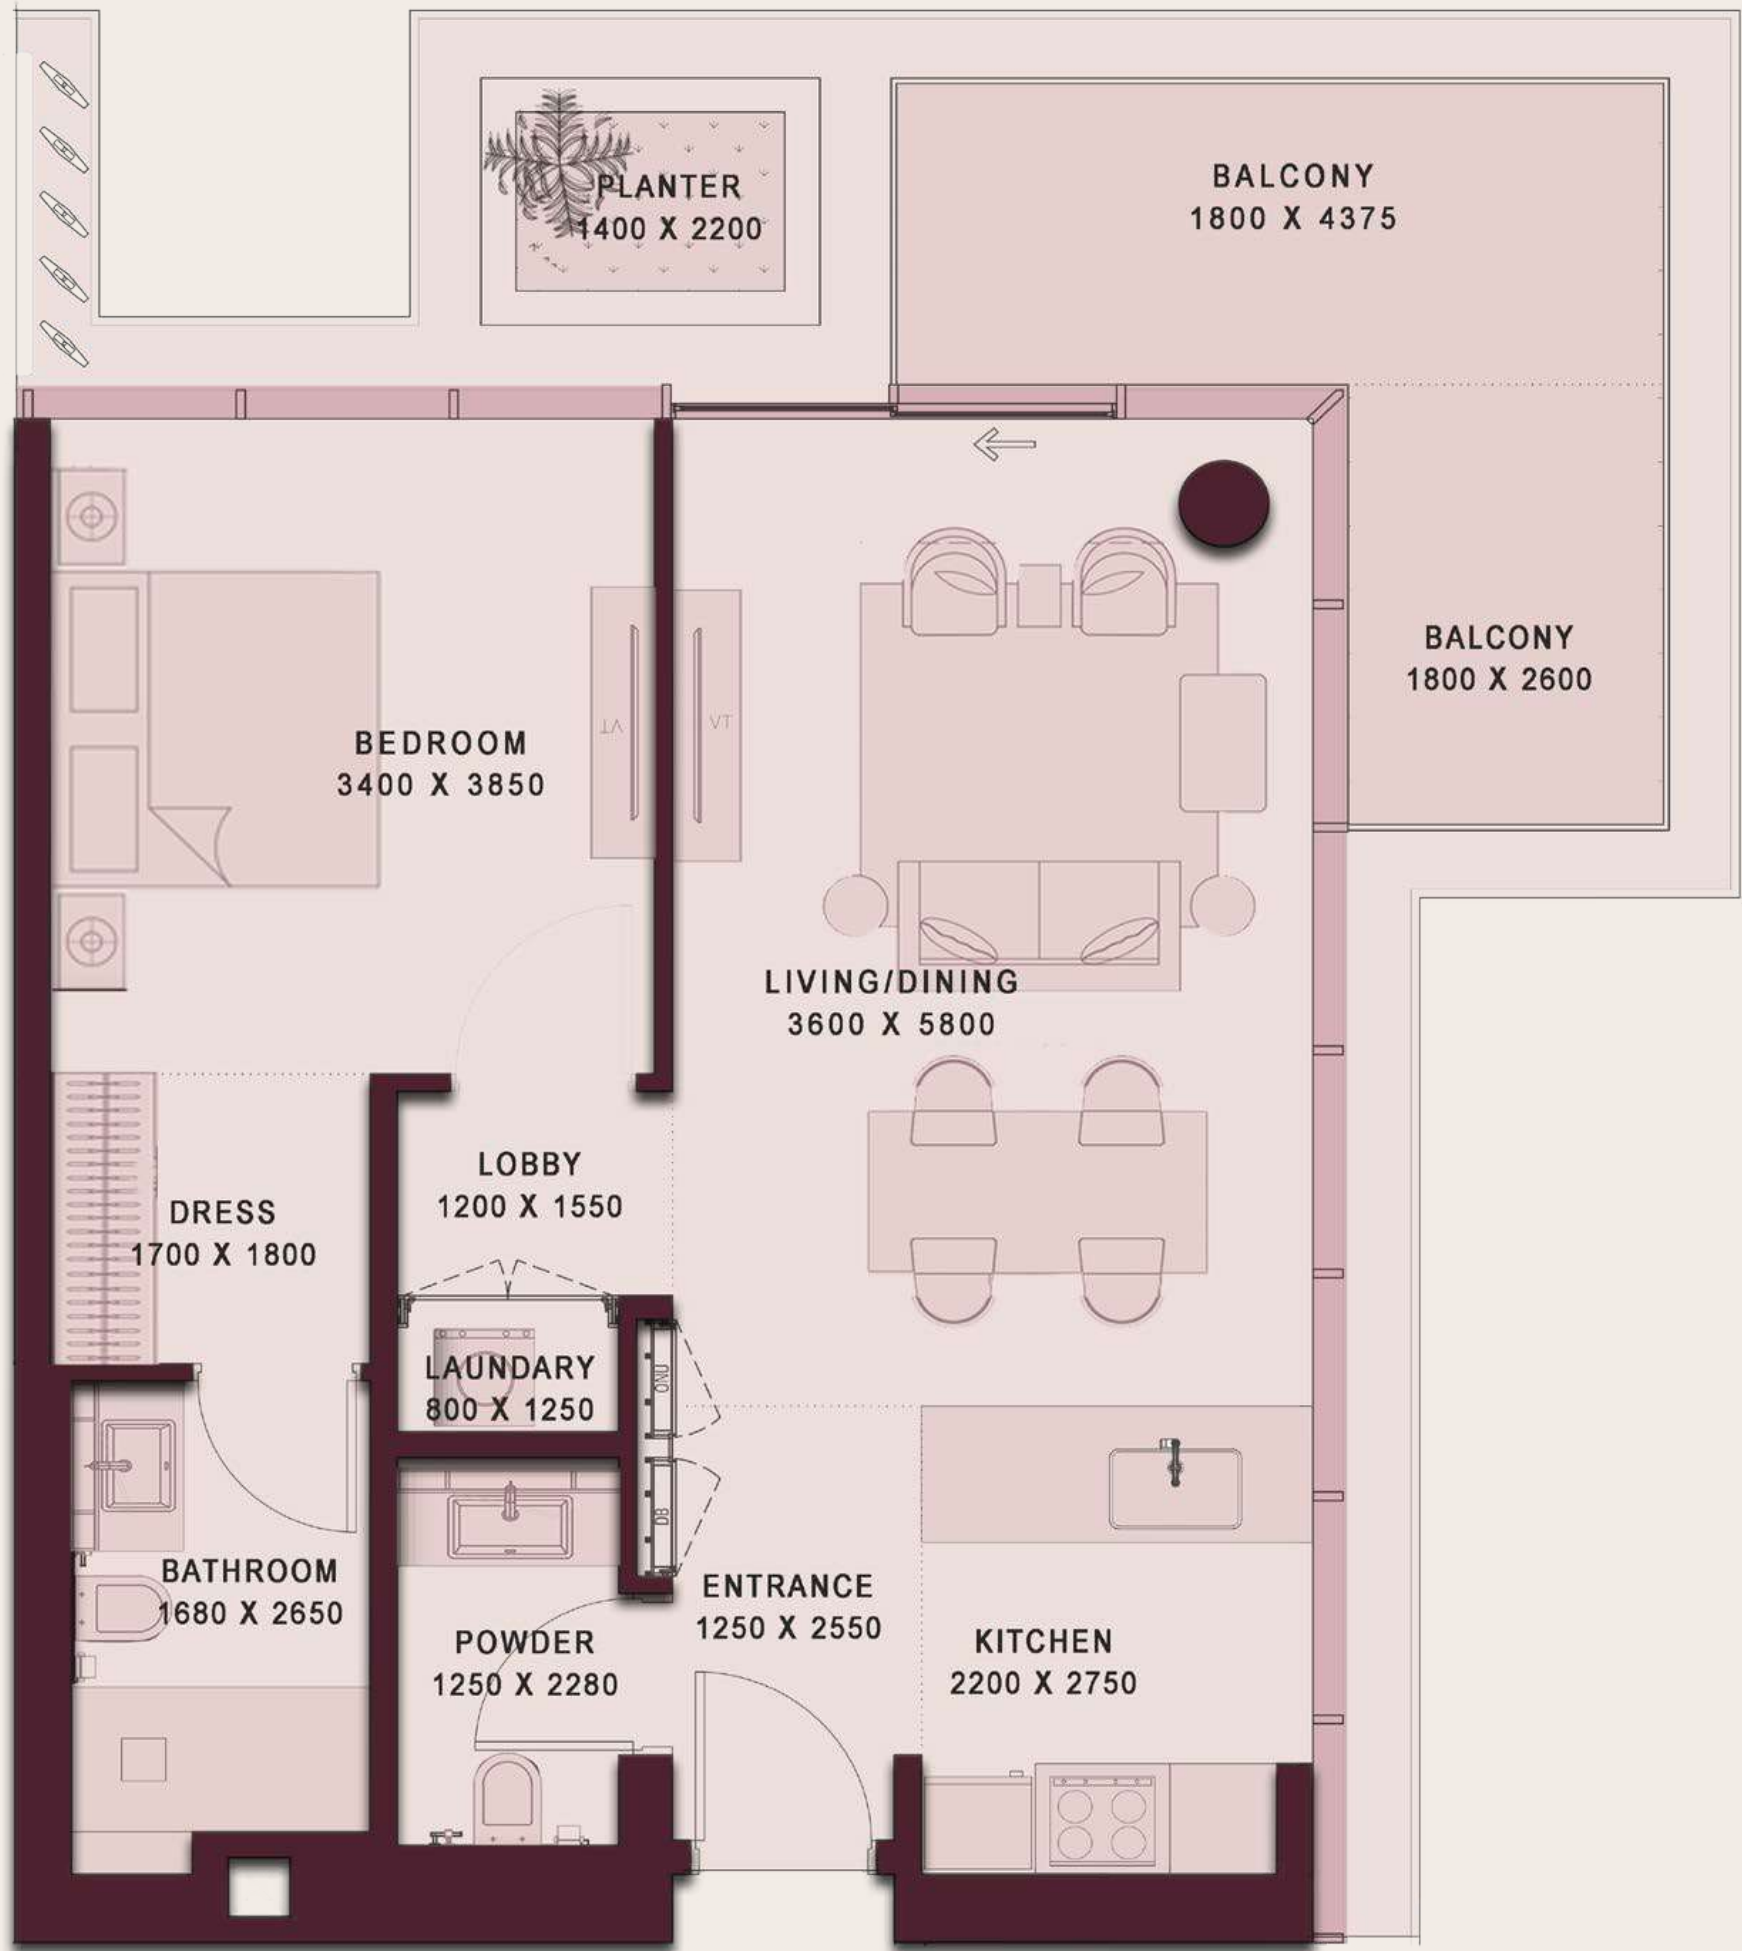 PLANTER
1400 X 2200
BALCONY
1800 X 4375
BALCONY
1800 X 2600
BEDROOM
3400 X 3850
TV
TV
LIVING/DINING
3600 X 5800
LOBBY
1200 X 1550
DRESS
1700 X 1800
LAUNDARY
800 X 1250
ONU
DB
BATHROOM
1680 X 2650
ENTRANCE
1250 X 2550
POWDER
1250 X 2280
KITCHEN
2200 X 2750